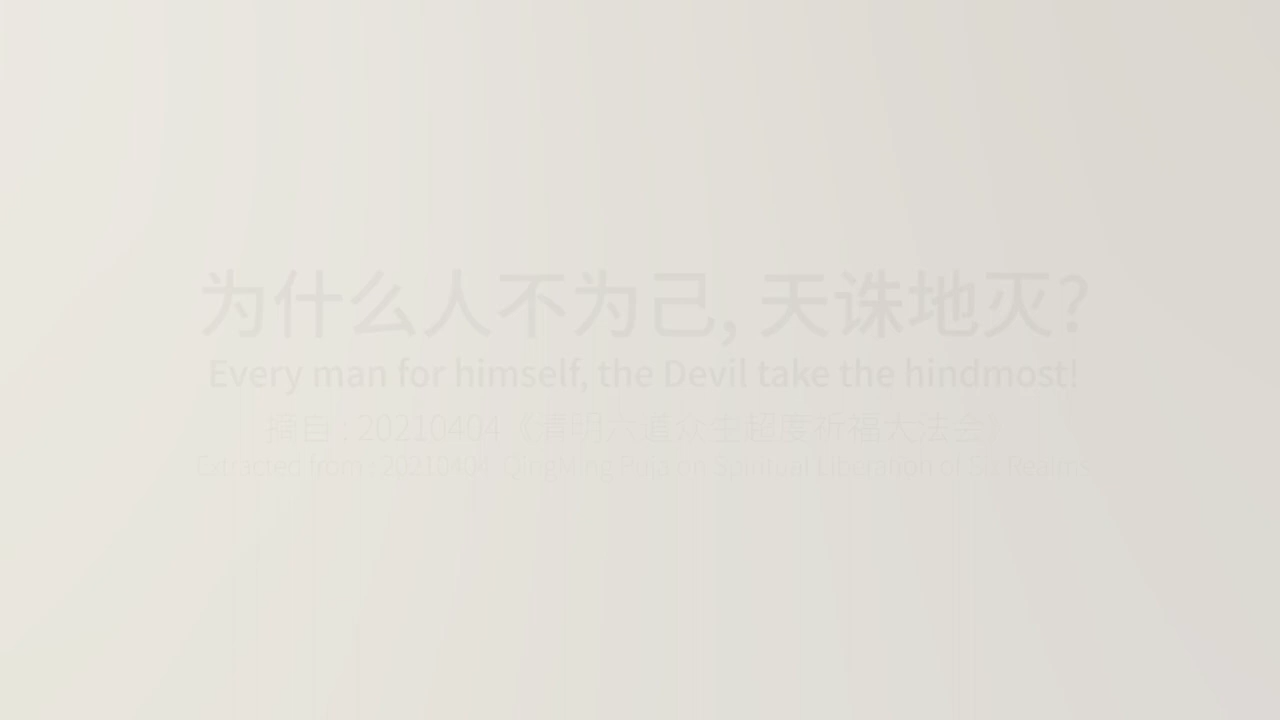 为什么人不为己, 天诛地灭?
Every man for himself, the Devil take the hindmost!
摘自 : 20210404《清明六道众生超度祈福大法会》
Extracted from : 20210404 QingMing Puja on Spiritual Liberation of Six Realms